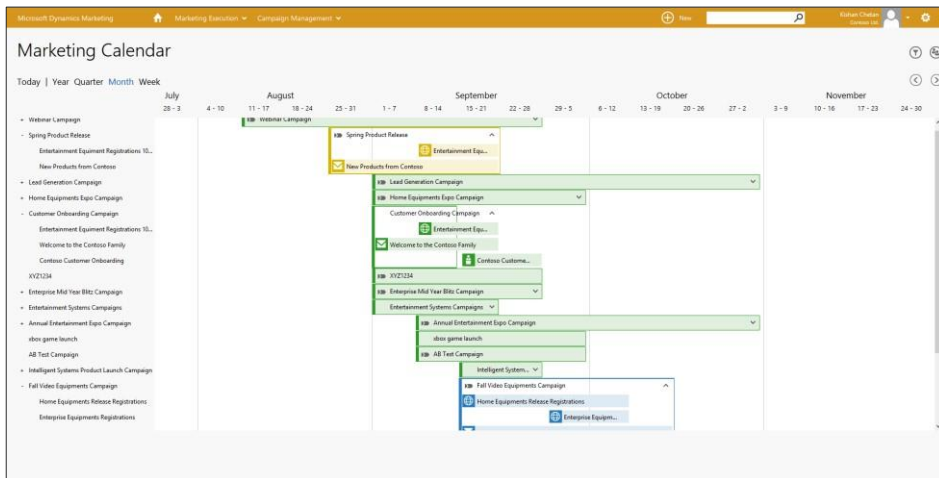 Microsoft Dynamics Marketing Marketing Execution Campaign Management New Kishan Chetan
Contoso Ltd.
Marketing Calendar
Today | Year Quarter Month Week
July August September October November
28 - 3 4 - 10 11 - 17 18 - 24 25 - 31 1 - 7 8 - 14 15 - 21 22 - 28 29 - 5 6 - 12 13 - 19 20 - 26 27 - 2 3 - 9 10 - 16 17 - 23 24 - 30
+ Webinar Campaign Webinar Campaign
- Spring Product Release Spring Product Release
Entertainment Equiment Registrations 10... Entertainment Equ...
New Products from Contoso New Products from Contoso
+ Lead Generation Campaign Lead Generation Campaign
+ Home Equipments Expo Campaign Home Equipments Expo Campaign
- Customer Onboarding Campaign Customer Onboarding Campaign
Entertainment Equiment Registrations 10... Entertainment Equ...
Welcome to the Contoso Family Welcome to the Contoso Family
Contoso Customer Onboarding Contoso Custome...
XYZ1234 XYZ1234
+ Enterprise Mid Year Blitz Campaign Enterprise Mid Year Blitz Campaign
+ Entertainment Systems Campaigns Entertainment Systems Campaigns
+ Annual Entertainment Expo Campaign Annual Entertainment Expo Campaign
xbox game launch xbox game launch
AB Test Campaign AB Test Campaign
+ Intelligent Systems Product Launch Campaign Intelligent System...
- Fall Video Equipments Campaign Fall Video Equipments Campaign
Home Equipments Release Registrations Home Equipments Release Registrations
Enterprise Equipments Registrations Enterprise Equipm...